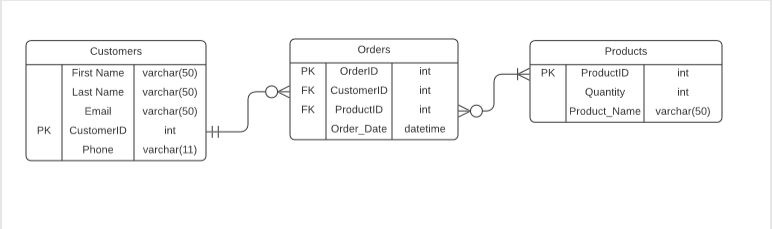 Customers
First Name varchar(50)
Last Name varchar(50)
Email varchar(50)
PK CustomerID int
Phone varchar(11)
Orders
PK OrderID int
FK CustomerID int
FK ProductID int
Order_Date datetime
Products
PK ProductID int
Quantity int
Product_Name varchar(50)